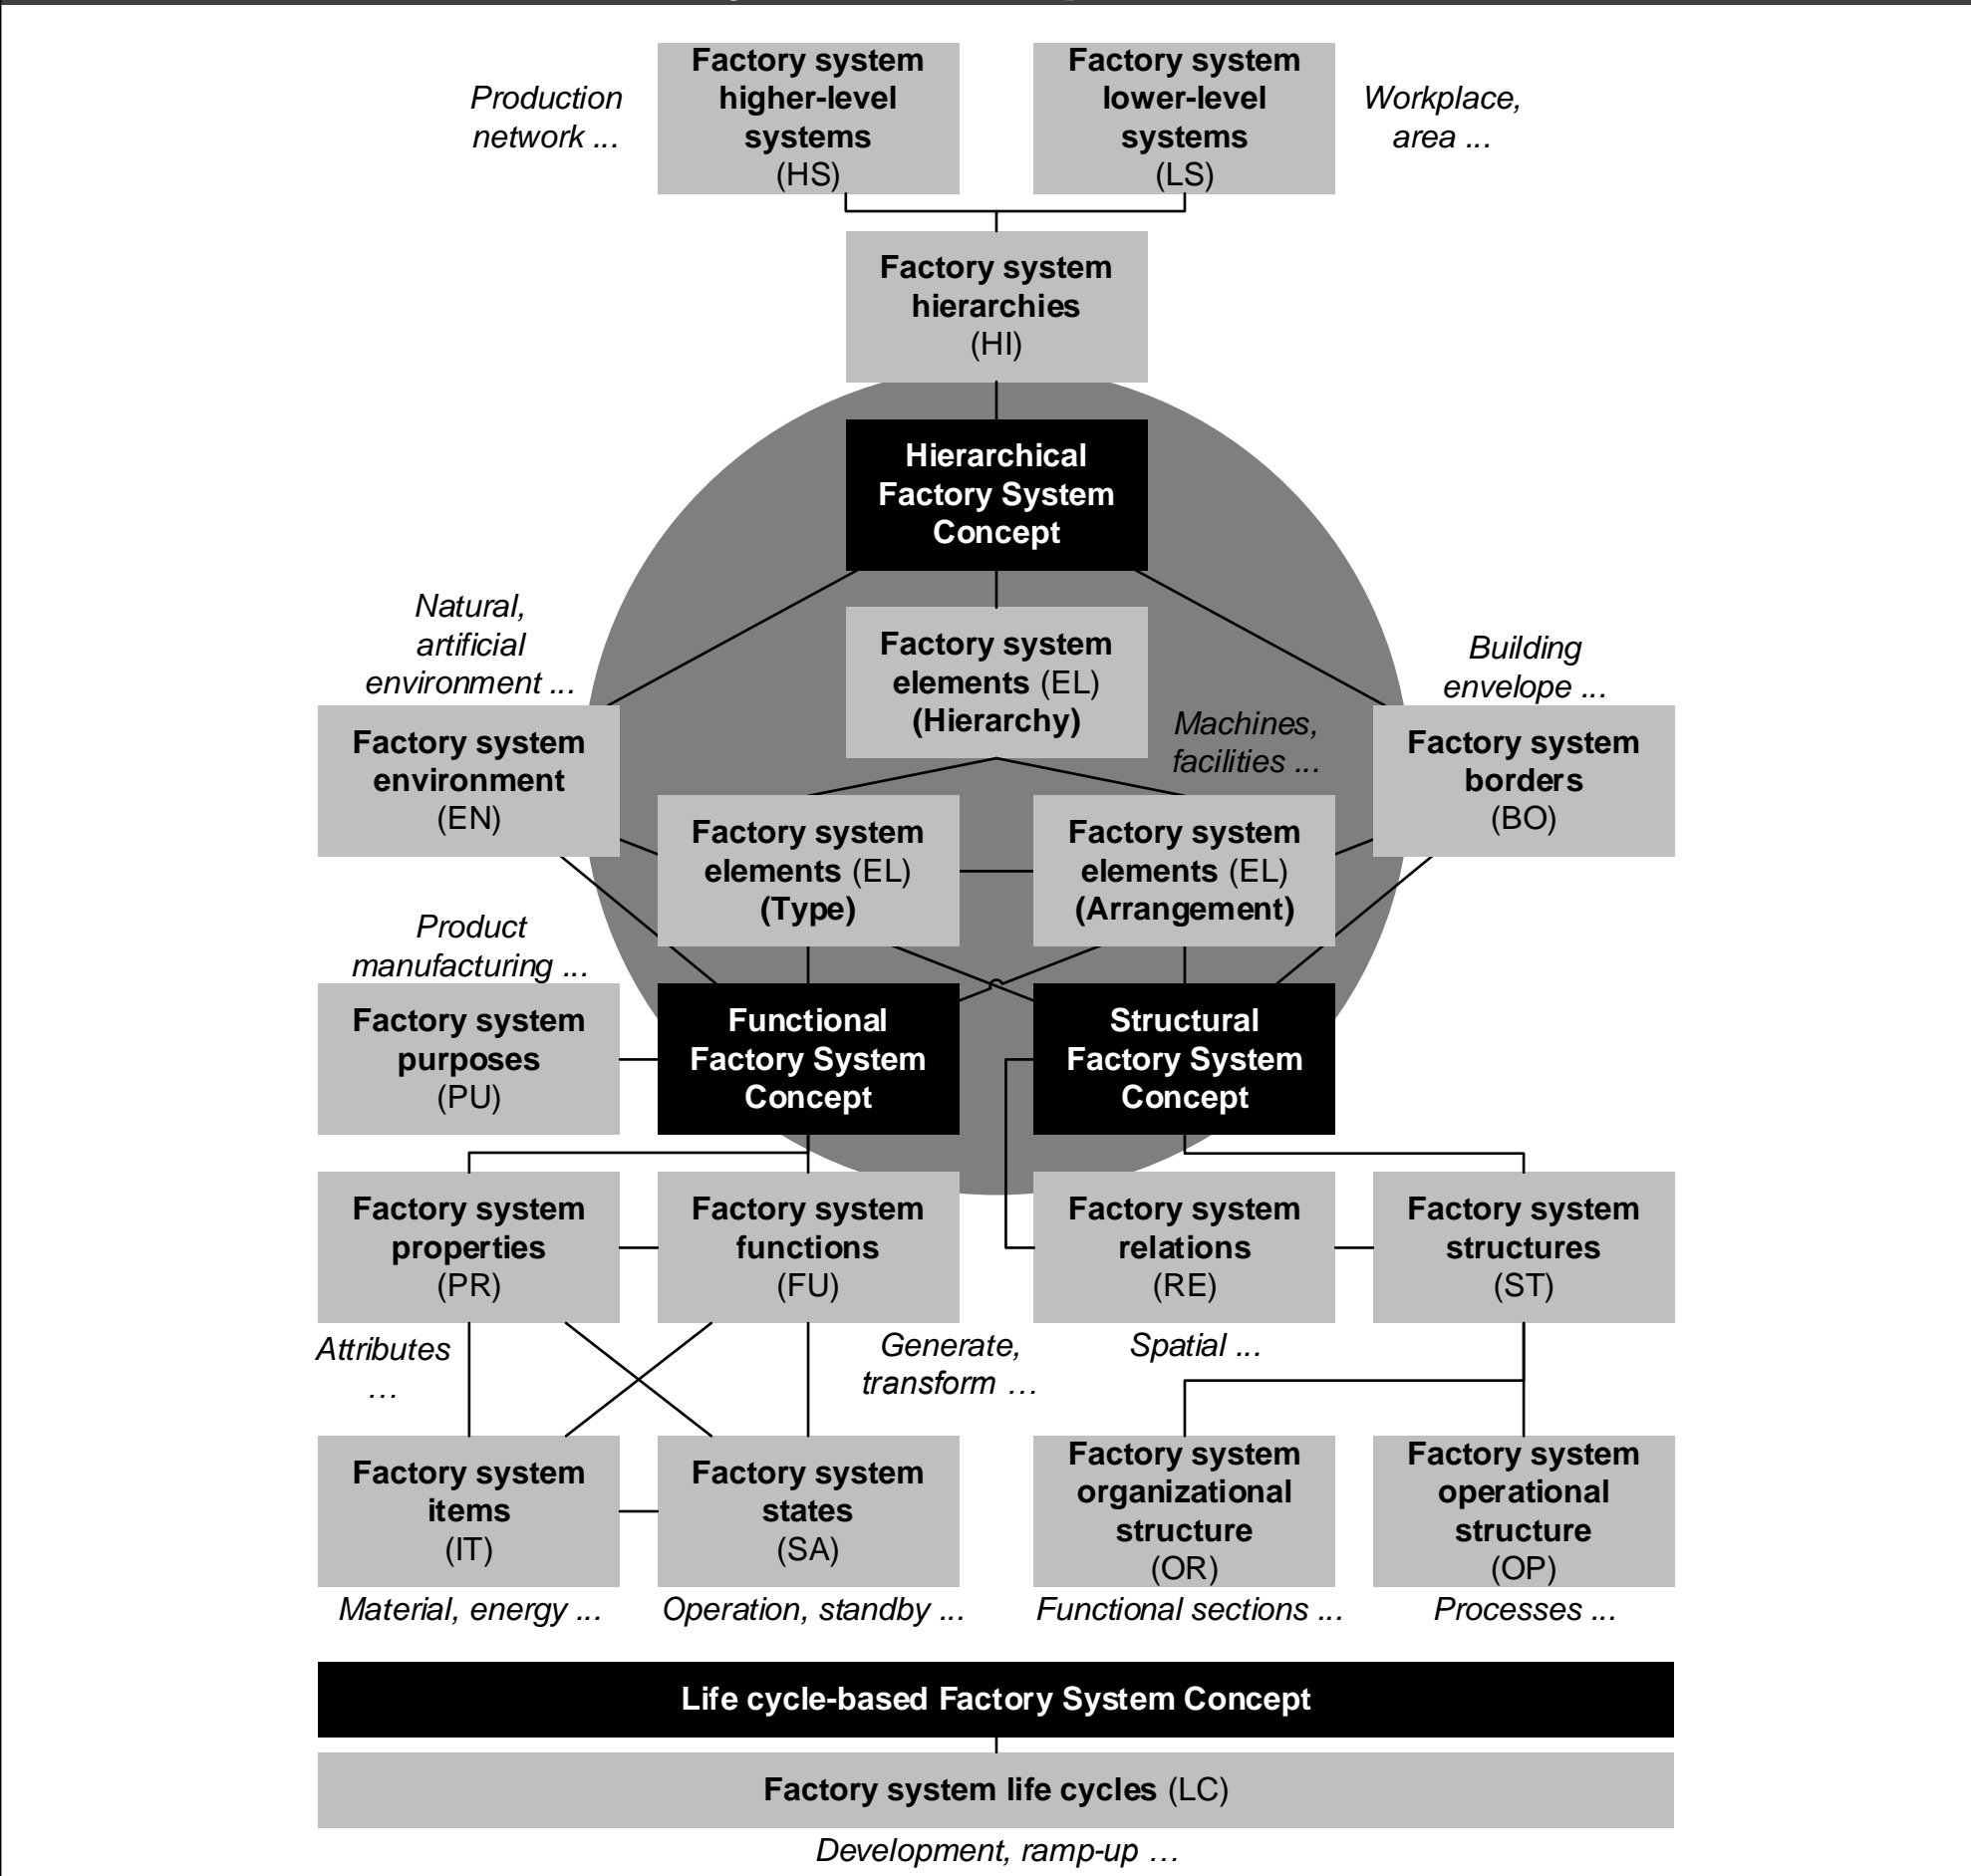 Production
network ...
Factory system
higher-level
systems
(HS)
Factory system
lower-level
systems
(LS)
Workplace,
area ...
Factory system
hierarchies
(HI)
Hierarchical
Factory System
Concept
Natural,
artificial
environment ...
Factory system
elements (EL)
(Hierarchy)
Building
envelope ...
Machines,
facilities ...
Factory system
environment
(EN)
Factory system
borders
(BO)
Factory system
elements (EL)
(Type)
Factory system
elements (EL)
(Arrangement)
Product
manufacturing ...
Factory system
purposes
(PU)
Functional
Factory System
Concept
Structural
Factory System
Concept
Factory system
properties
(PR)
Factory system
functions
(FU)
Factory system
relations
(RE)
Factory system
structures
(ST)
Attributes
...
Generate,
transform ...
Spatial ...
Factory system
items
(IT)
Factory system
states
(SA)
Factory system
organizational
structure
(OR)
Factory system
operational
structure
(OP)
Material, energy ...
Operation, standby ...
Functional sections ...
Processes ...
Life cycle-based Factory System Concept
Factory system life cycles (LC)
Development, ramp-up ...